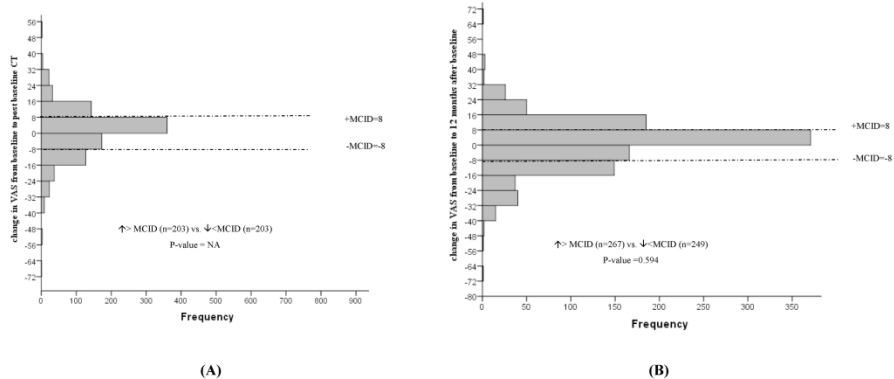 change in VAS from baseline to post baseline CT
56
48
40
32
24
16
8
0
-8
-16
-24
-32
-40
-48
-56
-64
-72
+MCID=8
-MCID=-8
↑> MCID (n=203) vs. ↓<MCID (n=203)
P-value = NA
0 100 200 300 400 500 600 700 800 900
Frequency
(A)
change in VAS from baseline to 12 months after baseline
72
64
56
48
40
32
24
16
8
0
-8
-16
-24
-32
-40
-48
-56
-64
-72
-80
+MCID=8
-MCID=-8
↑> MCID (n=267) vs. ↓<MCID (n=249)
P-value =0.594
0 50 100 150 200 250 300 350
Frequency
(B)